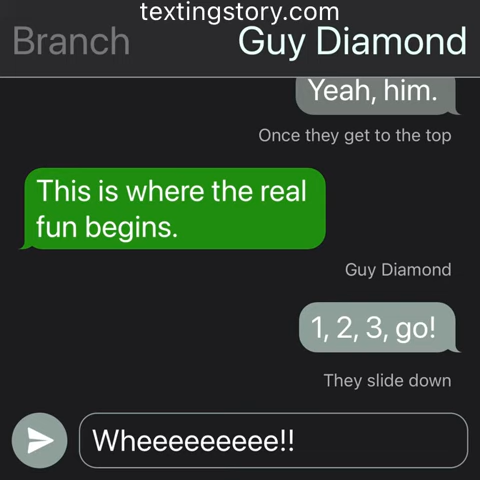 textingstory.com
Branch Guy Diamond
Yeah, him.
Once they get to the top
This is where the real
fun begins.
Guy Diamond
1, 2, 3, go!
They slide down
Wheeeeeeeeee!!